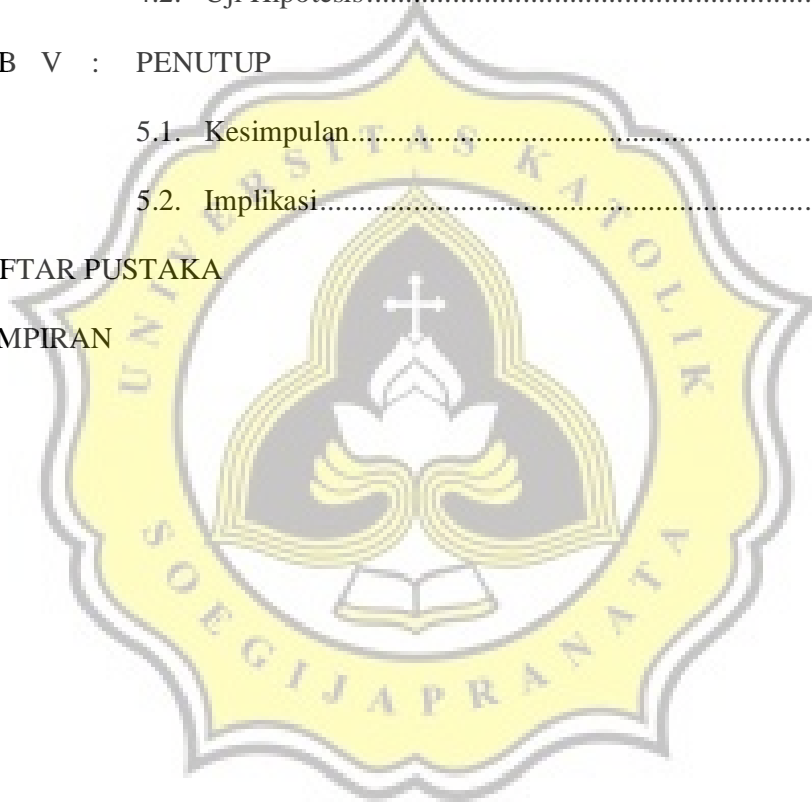 4.2. Uji Hipotesis
B V : PENUTUP
5.1. Kesimpulan
5.2. Implikasi
FTAR PUSTAKA
MPIRAN
UNIVERSITAS KATOLIK
SOEGIJAPRANATA